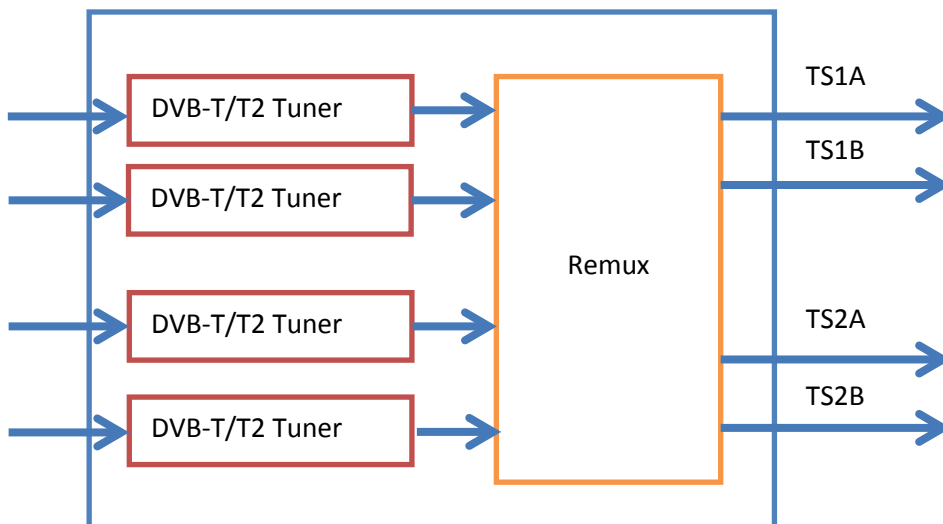 DVB-T/T2 Tuner
DVB-T/T2 Tuner
DVB-T/T2 Tuner
DVB-T/T2 Tuner
Remux
TS1A
TS1B
TS2A
TS2B